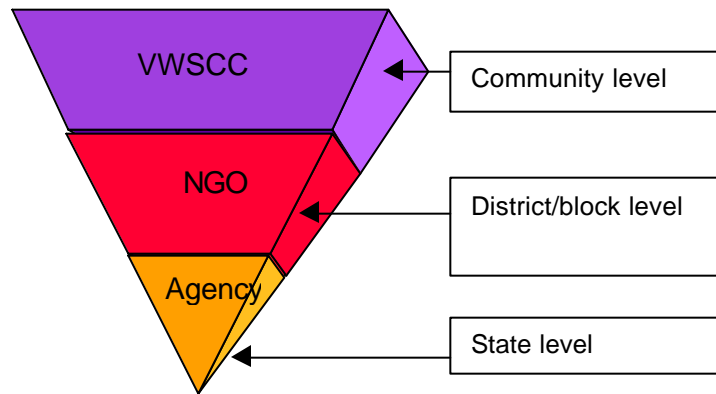 VWSCC
Community level
NGO
District/block level
Agency
State level